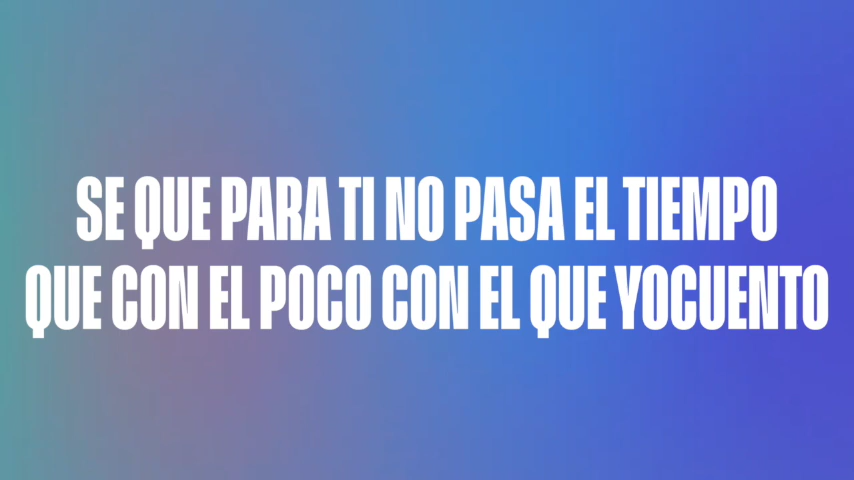 SE QUE PARA TI NO PASA EL TIEMPO
QUE CON EL POCO CON EL QUE YOCUENTO